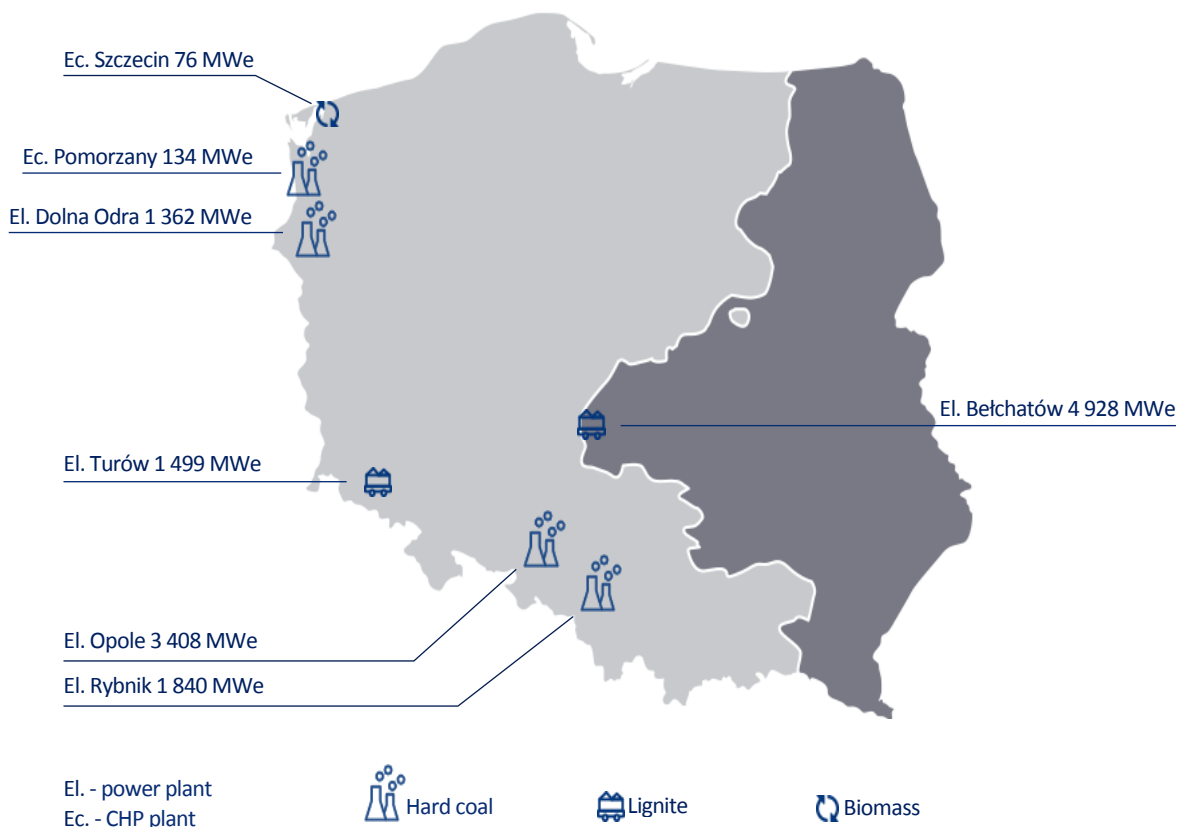 Ec. Szczecin 76 MWe
Ec. Pomorzany 134 MWe
El. Dolna Odra 1 362 MWe
El. Bełchatów 4 928 MWe
El. Turów 1 499 MWe
El. Opole 3 408 MWe
El. Rybnik 1 840 MWe
El. - power plant
Ec. - CHP plant
Hard coal
Lignite
Biomass